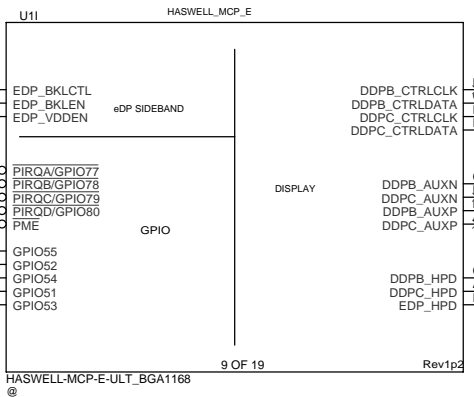 U1I
HASWELL_MCP_E
EDP_BKLCTL
EDP_BKLEN
EDP_VDDEN
eDP SIDEBAND
PIRQA/GPIO77
PIRQB/GPIO78
PIRQC/GPIO79
PIRQD/GPIO80
PME
GPIO
GPIO55
GPIO52
GPIO54
GPIO51
GPIO53
DISPLAY
DDPB_CTRLCLK
DDPB_CTRLDATA
DDPC_CTRLCLK
DDPC_CTRLDATA
DDPB_AUXN
DDPC_AUXN
DDPB_AUXP
DDPC_AUXP
DDPB_HPD
DDPC_HPD
EDP_HPD
9 OF 19
Rev1p2
HASWELL-MCP-E-ULT_BGA1168
@